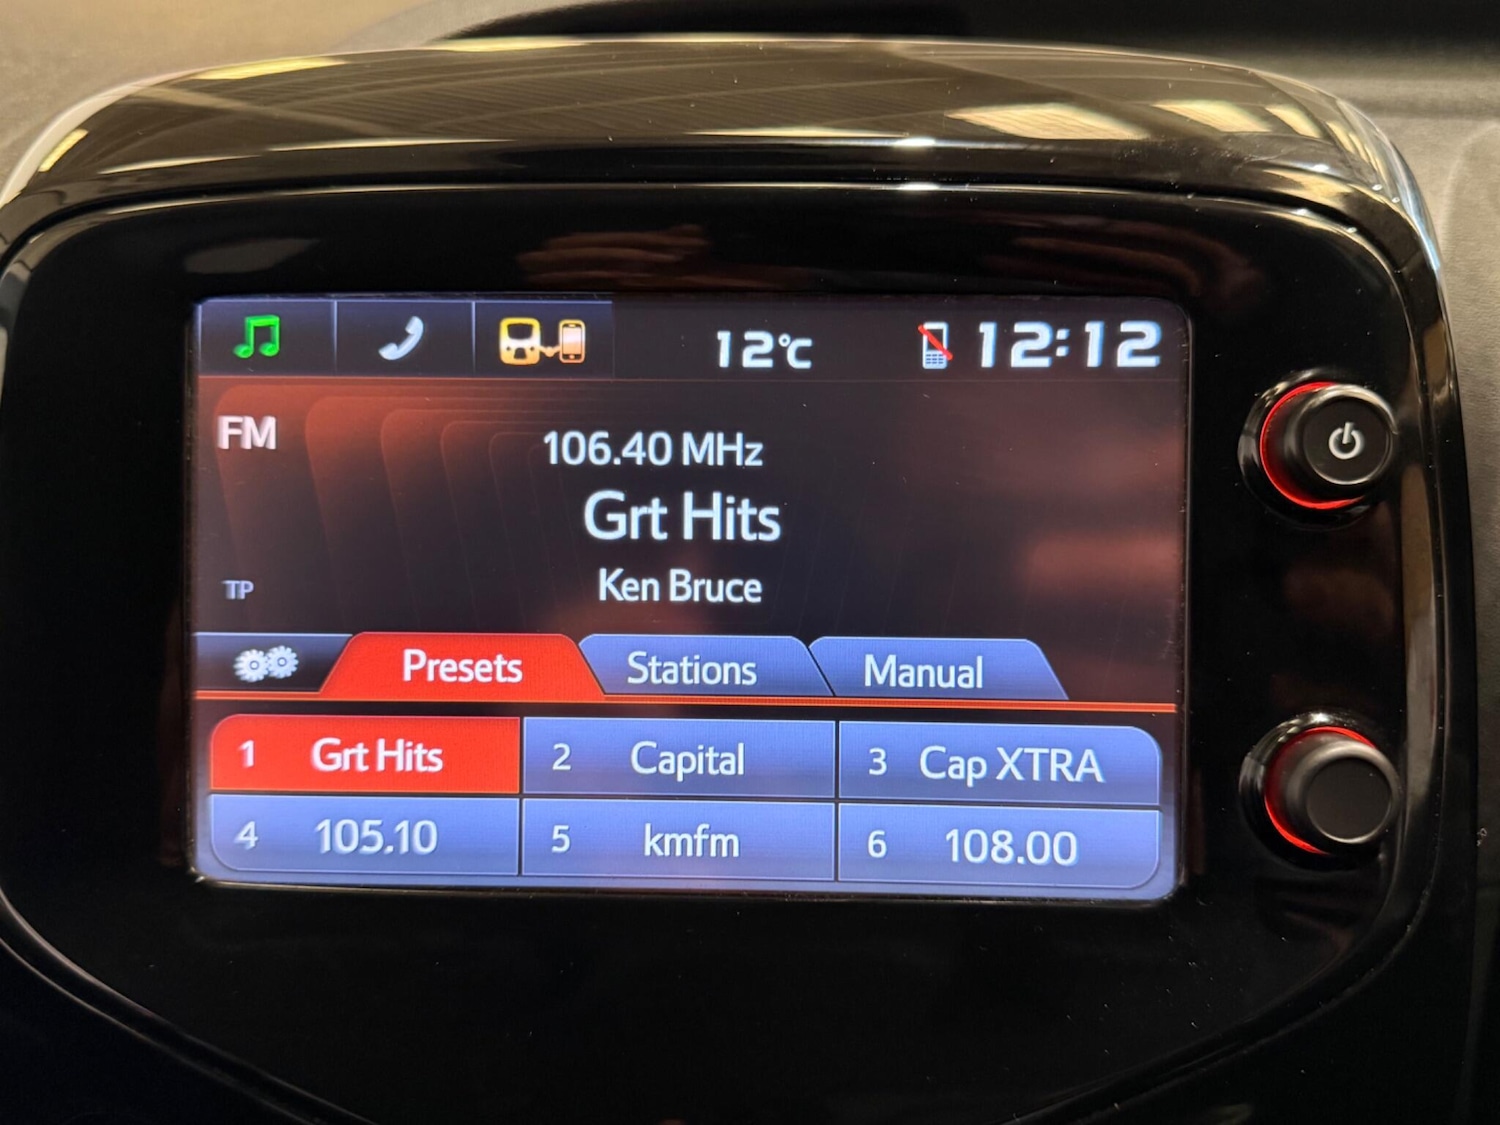 12°C 12:12
FM
106.40 MHz
Grt Hits
TP
Ken Bruce
Presets Stations Manual
1 Grt Hits 2 Capital 3 Cap XTRA
4 105.10 5 kmfm 6 108.00